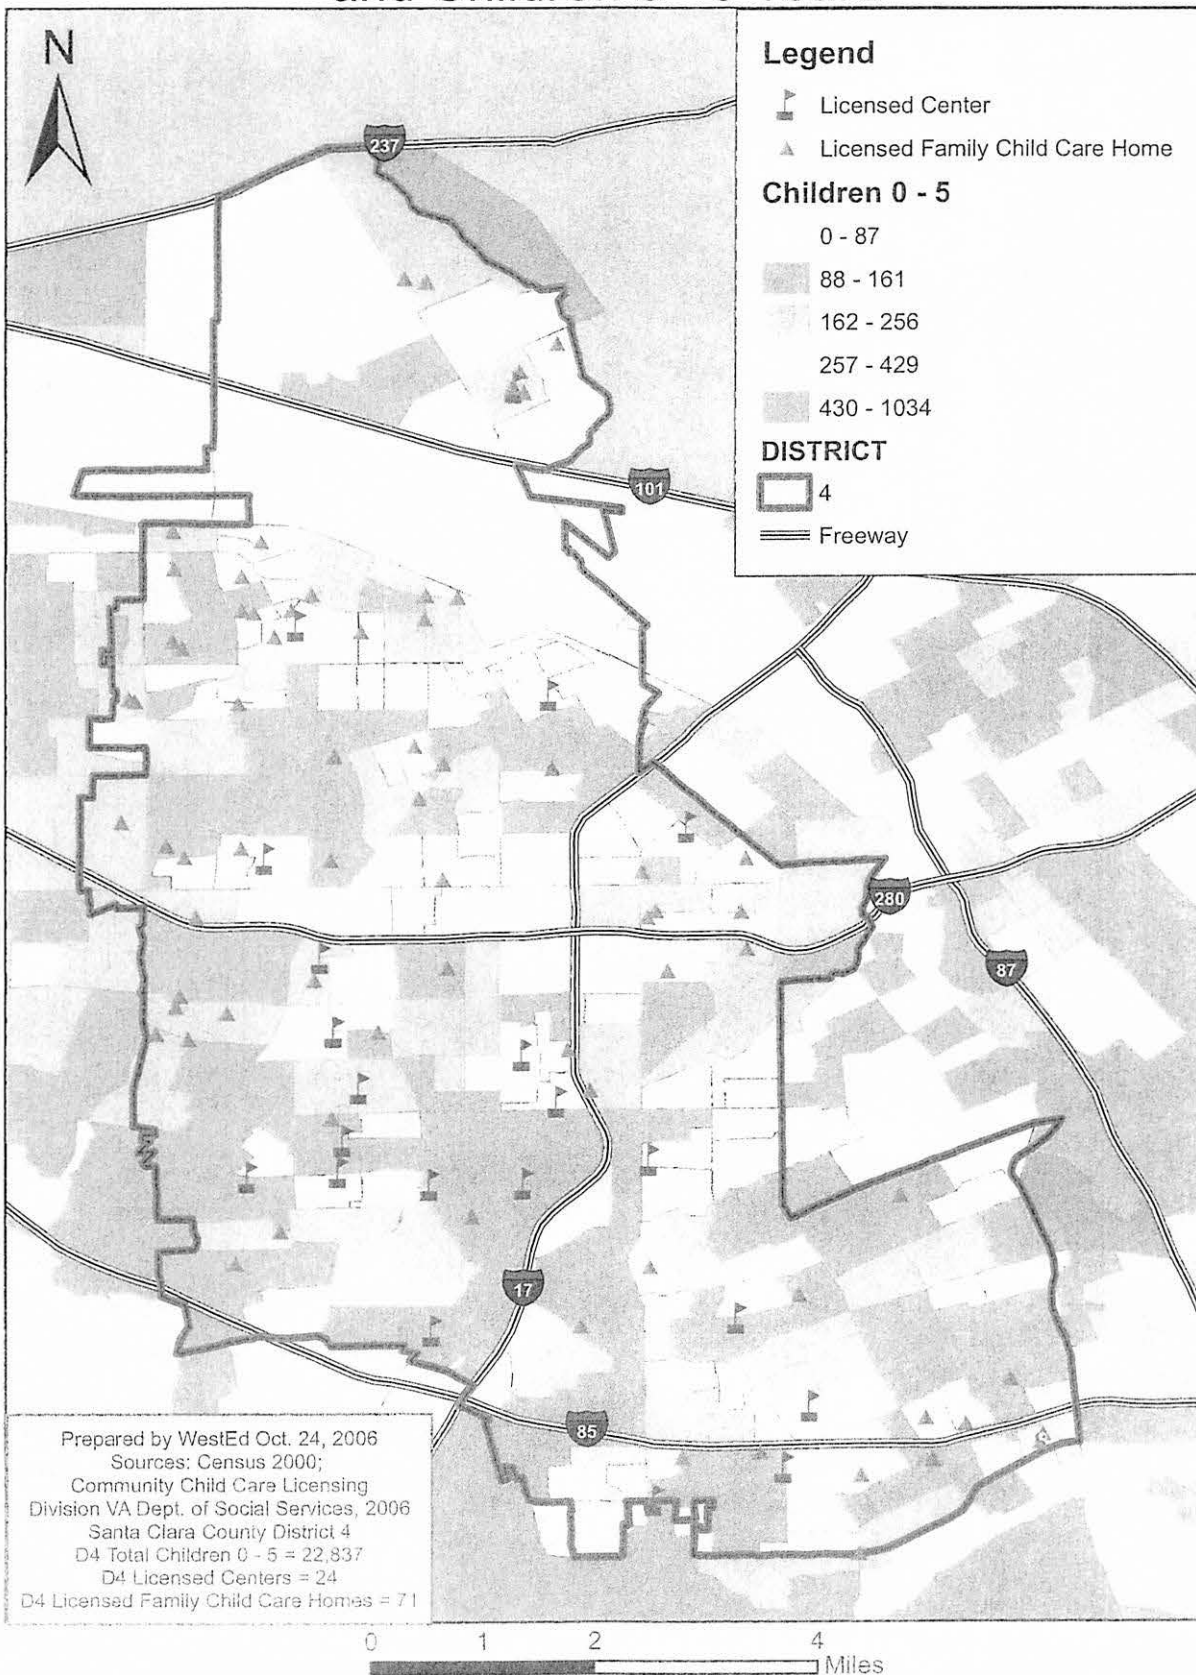 N
Legend
Licensed Center
Licensed Family Child Care Home
Children 0 - 5
0 - 87
88 - 161
162 - 256
257 - 429
430 - 1034
DISTRICT
4
Freeway
237
101
280
87
17
85
Prepared by WestEd Oct. 24, 2006
Sources: Census 2000;
Community Child Care Licensing
Division VA Dept. of Social Services, 2006
Santa Clara County District 4
D4 Total Children 0 - 5 = 22,837
D4 Licensed Centers = 24
D4 Licensed Family Child Care Homes = 71
0 1 2 4
Miles